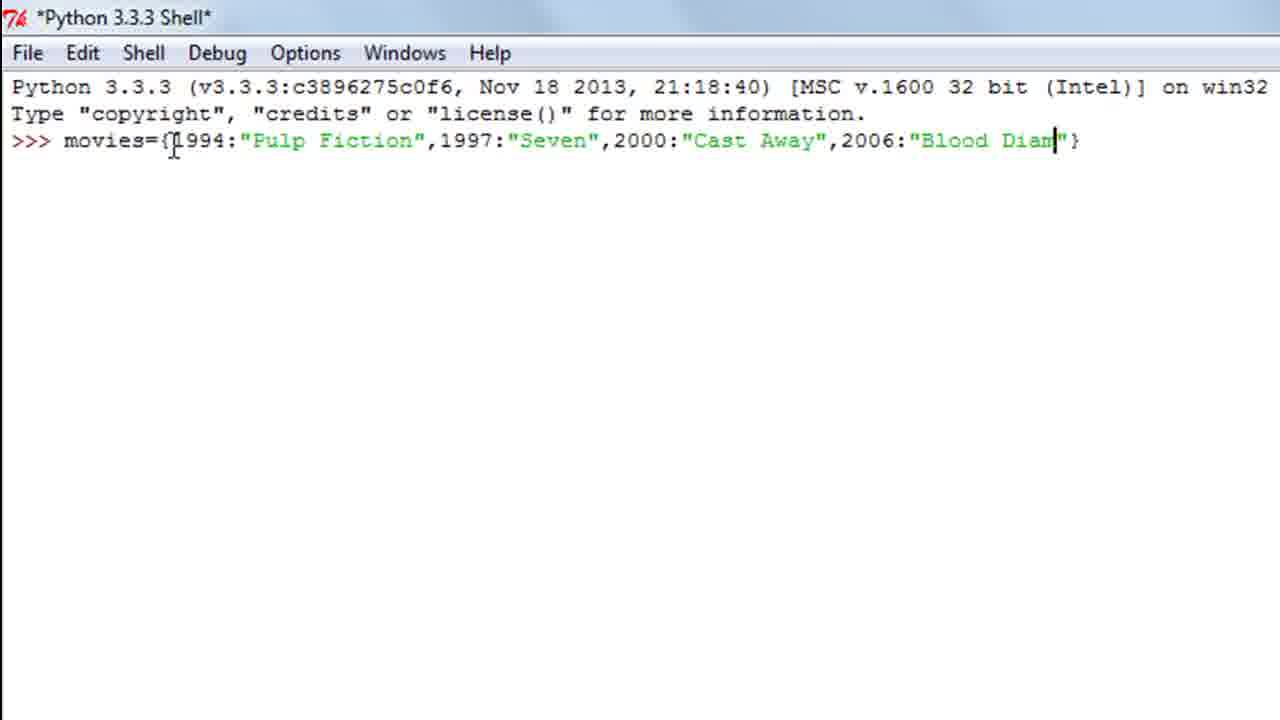 *Python 3.3.3 Shell*
File Edit Shell Debug Options Windows Help
Python 3.3.3 (v3.3.3:c3896275c0f6, Nov 18 2013, 21:18:40) [MSC v.1600 32 bit (Intel)] on win32
Type "copyright", "credits" or "license()" for more information.
>>> movies={1994:"Pulp Fiction",1997:"Seven",2000:"Cast Away",2006:"Blood Diam"}